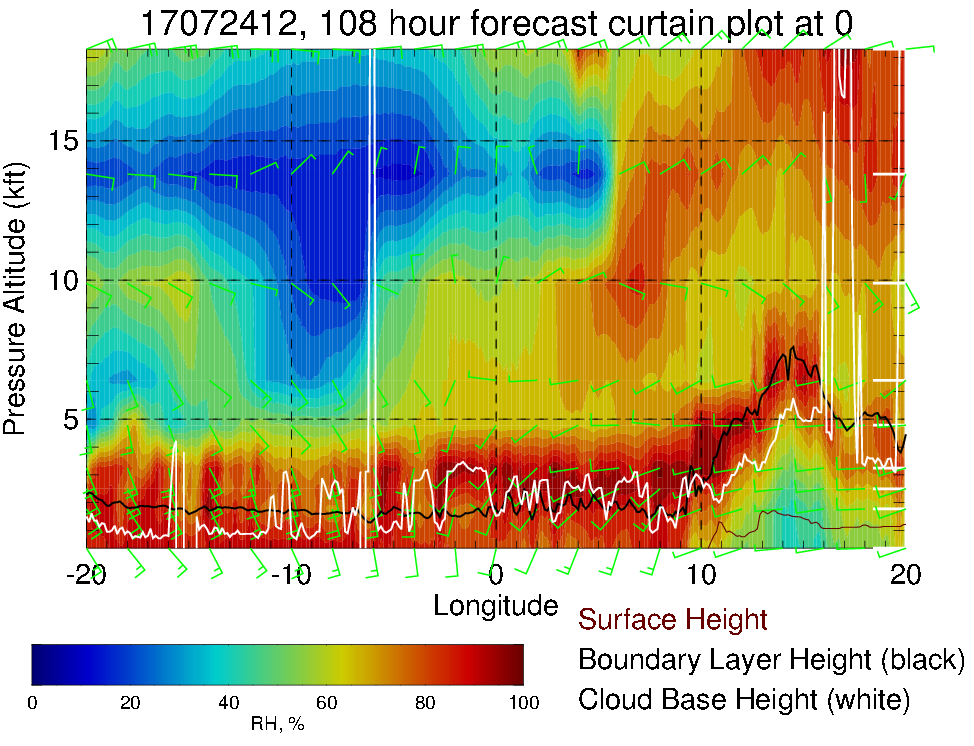 17072412, 108 hour forecast curtain plot at 0
Pressure Altitude (kft)
15
10
5
-20 -10 0 10 20
Longitude
Surface Height
Boundary Layer Height (black)
Cloud Base Height (white)
0 20 40 60 80 100
RH, %